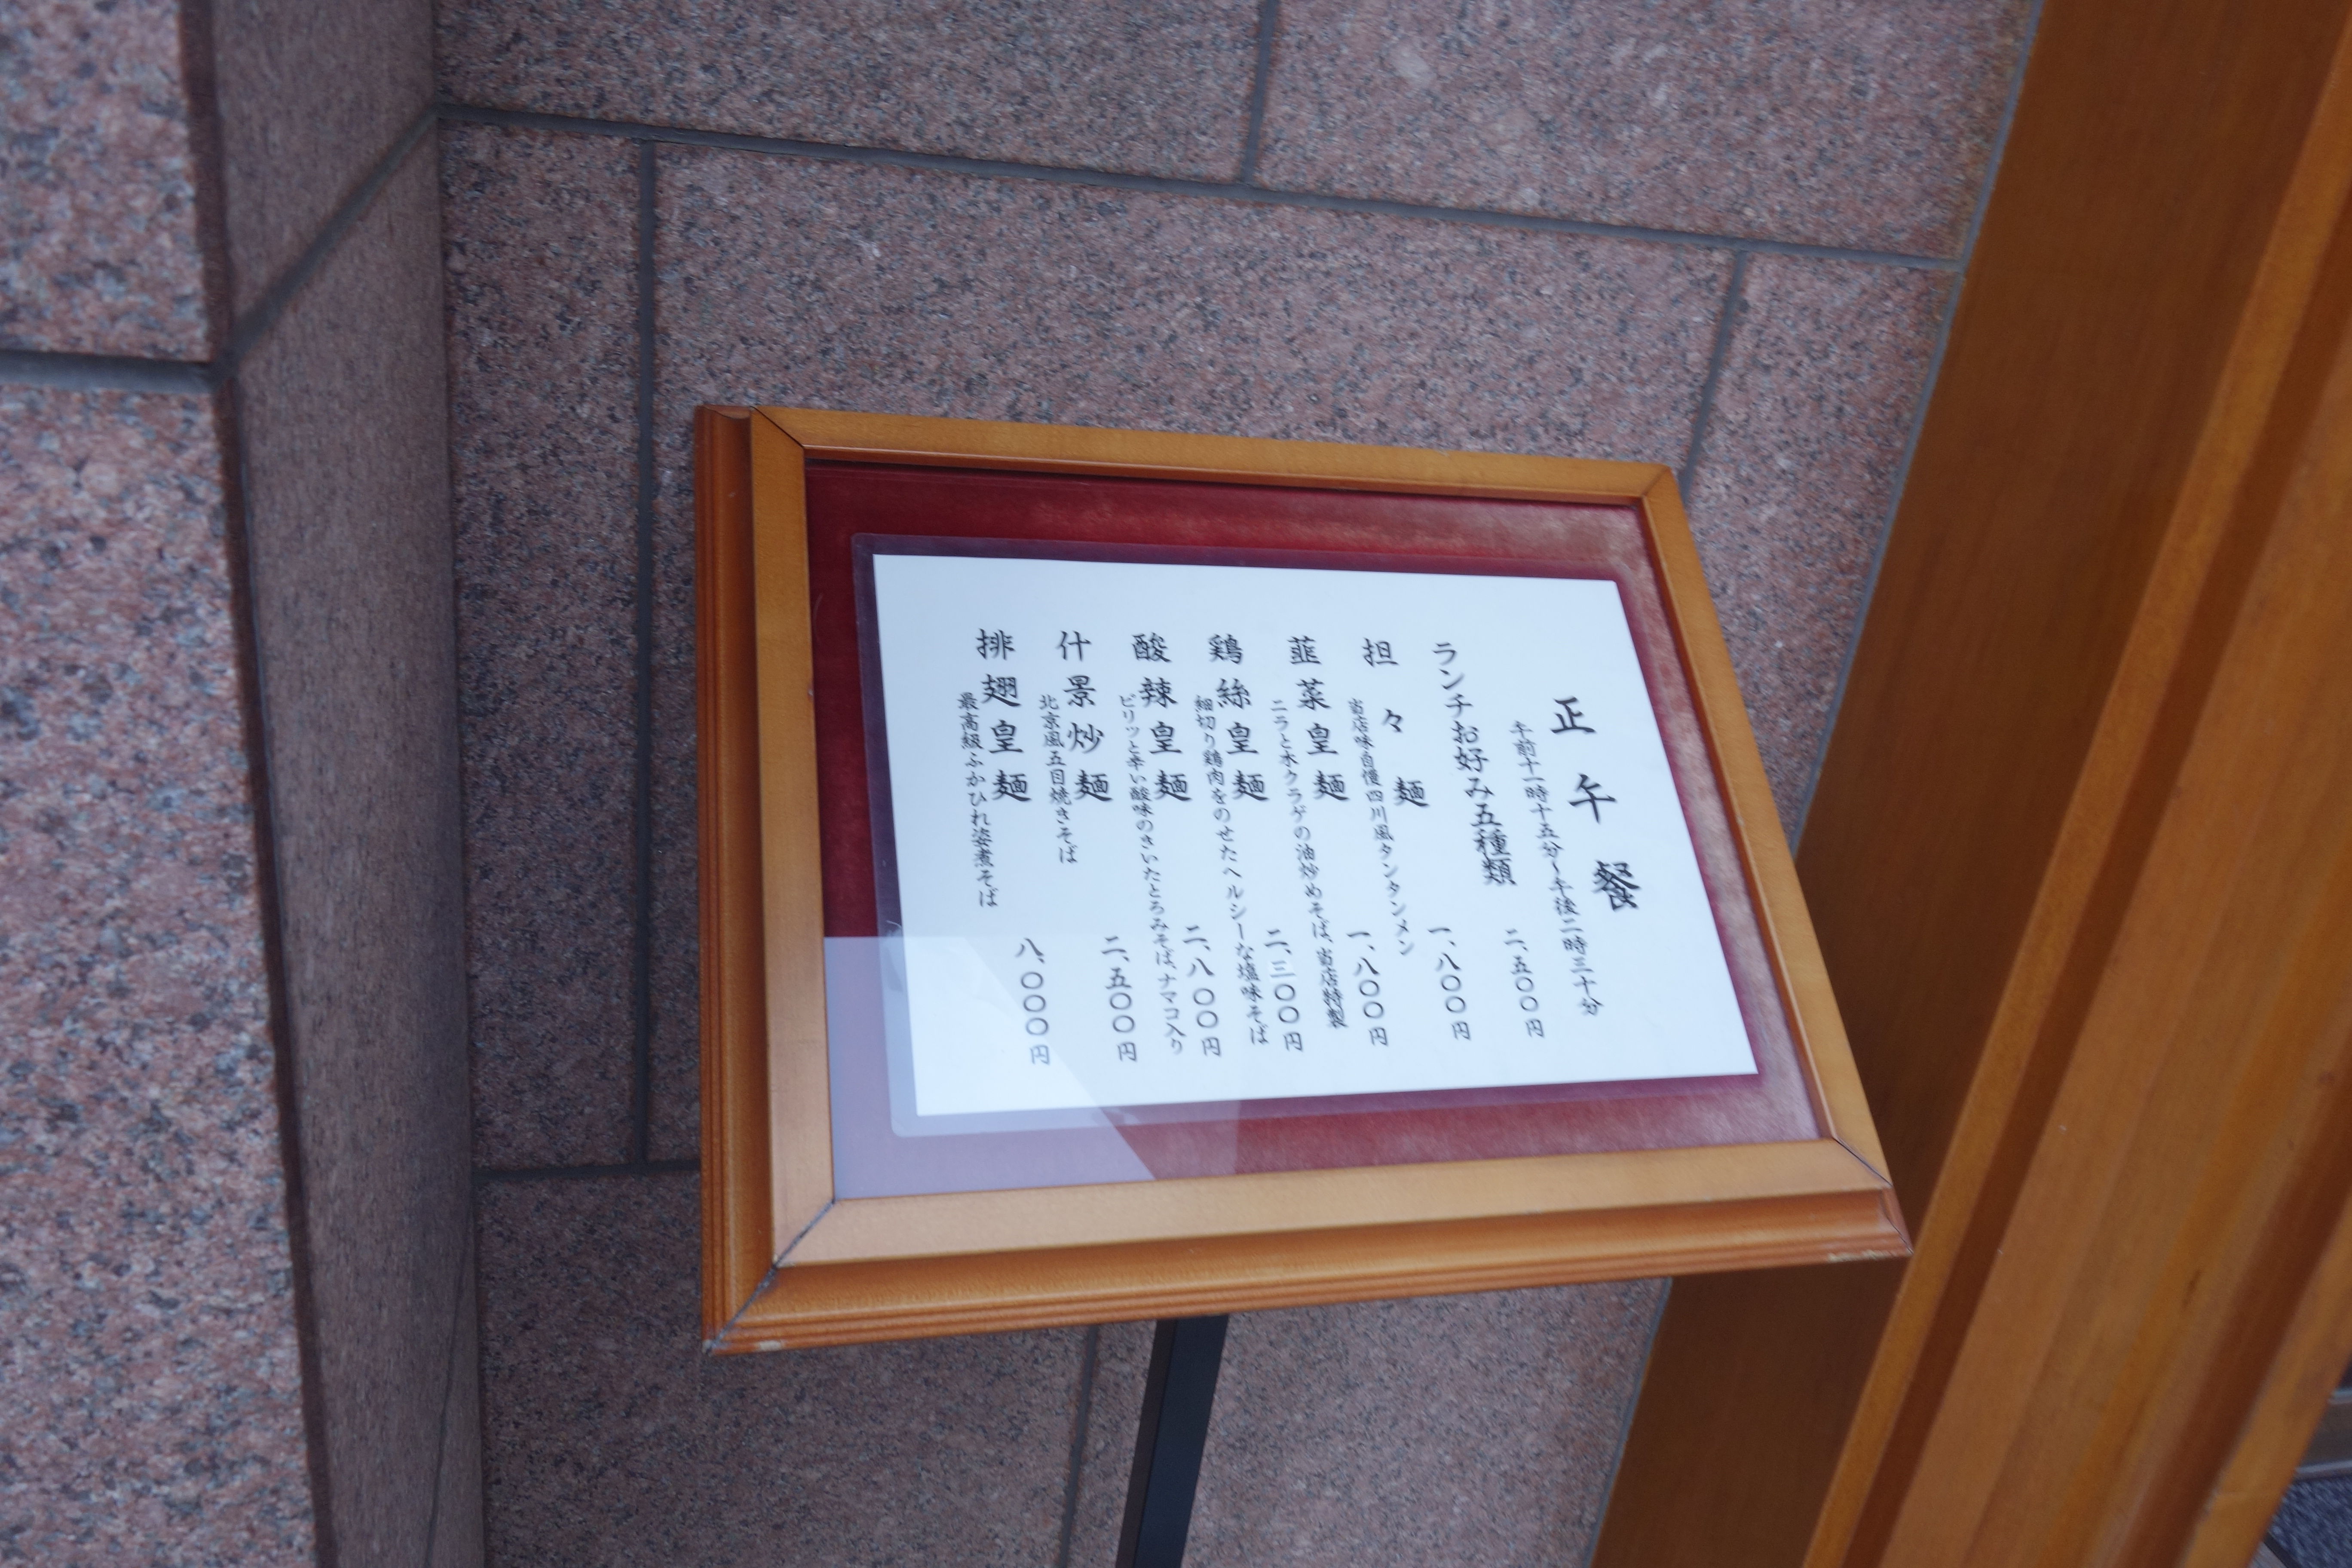 正午餐
午前十一時十五分～午後二時三十分
ランチお好み五種類 二、五〇〇円
担々麺 一、八〇〇円
当店味自慢四川風タンタンメン
韮菜皇麺 一、八〇〇円
ニラと水クラゲの油炒めそば、当店特製
鶏絲皇麺 二、三〇〇円
細切り鶏肉をのせたヘルシーな塩味そば
酸辣皇麺 二、八〇〇円
ピリッと辛い酸味のきいたとろみそば、ナマコ入り
什景炒麺 二、五〇〇円
北京風五目焼きそば
排翅皇麺 八、〇〇〇円
最高級ふかひれ姿煮そば